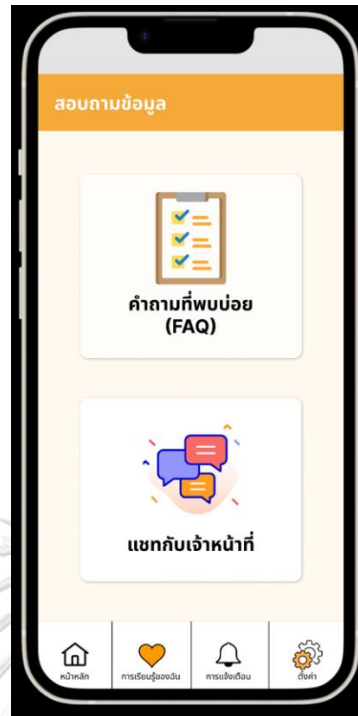 สอบถามข้อมูล
คำถามที่พบบ่อย
(FAQ)
แชทกับเจ้าหน้าที่
หน้าหลัก
การเรียนรู้ของฉัน
การแจ้งเตือน
ตั้งค่า